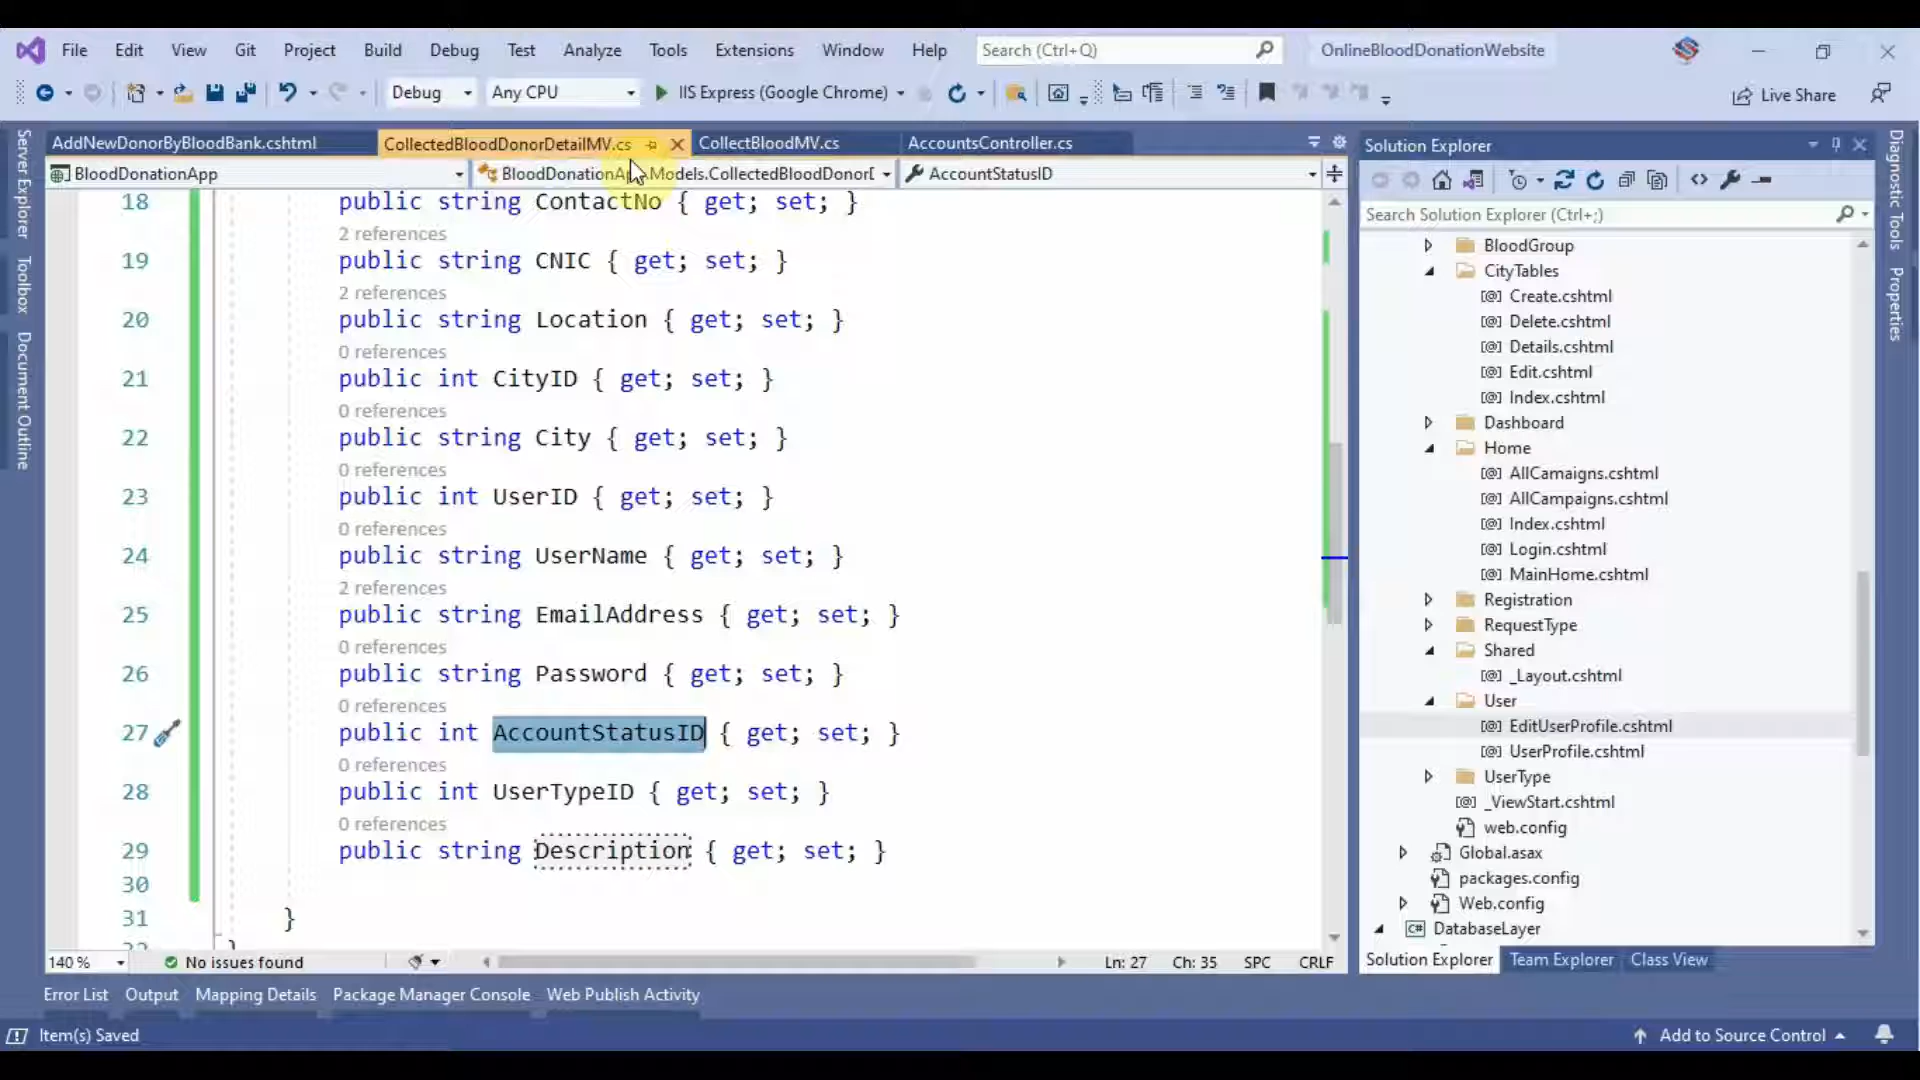 File Edit View Git Project Build Debug Test Analyze Tools Extensions Window Help Search (Ctrl+Q) OnlineBloodDonationWebsite
Debug Any CPU IIS Express (Google Chrome) Live Share
AddNewDonorByBloodBank.cshtml CollectedBloodDonorDetailMV.cs CollectBloodMV.cs AccountsController.cs
BloodDonationApp BloodDonationApp.Models.CollectedBloodDonorD AccountStatusID
18 public string ContactNo { get; set; }
2 references
19 public string CNIC { get; set; }
2 references
20 public string Location { get; set; }
0 references
21 public int CityID { get; set; }
0 references
22 public string City { get; set; }
0 references
23 public int UserID { get; set; }
0 references
24 public string UserName { get; set; }
2 references
25 public string EmailAddress { get; set; }
0 references
26 public string Password { get; set; }
0 references
27 public int AccountStatusID { get; set; }
0 references
28 public int UserTypeID { get; set; }
0 references
29 public string Description { get; set; }
30
31 }
140 % No issues found Ln: 27 Ch: 35 SPC CRLF
Server Explorer
Toolbox
Document Outline
Solution Explorer
Search Solution Explorer (Ctrl+;)
BloodGroup
CityTables
Create.cshtml
Delete.cshtml
Details.cshtml
Edit.cshtml
Index.cshtml
Dashboard
Home
AllCamaigns.cshtml
AllCampaigns.cshtml
Index.cshtml
Login.cshtml
MainHome.cshtml
Registration
RequestType
Shared
_Layout.cshtml
User
EditUserProfile.cshtml
UserProfile.cshtml
UserType
_ViewStart.cshtml
web.config
Global.asax
packages.config
Web.config
DatabaseLayer
Solution Explorer Team Explorer Class View
Diagnostic Tools
Properties
Error List Output Mapping Details Package Manager Console Web Publish Activity
Item(s) Saved Add to Source Control